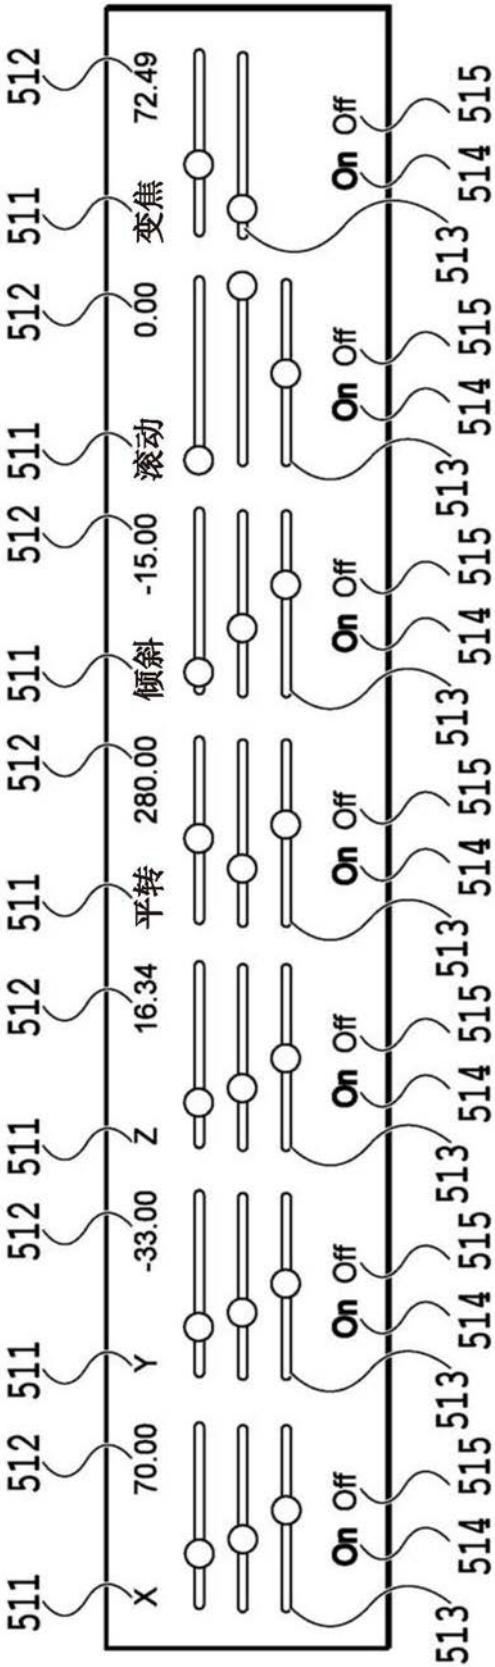 511 512 511 512 511 512 511 512 511 512 511 512 511 512
X 70.00 Y -33.00 Z 16.34 平转 280.00 倾斜 -15.00 滚动 0.00 变焦 72.49
On Off On Off On Off On Off On Off On Off On Off
513 514 515 513 514 515 513 514 515 513 514 515 513 514 515 513 514 515 513 514 515